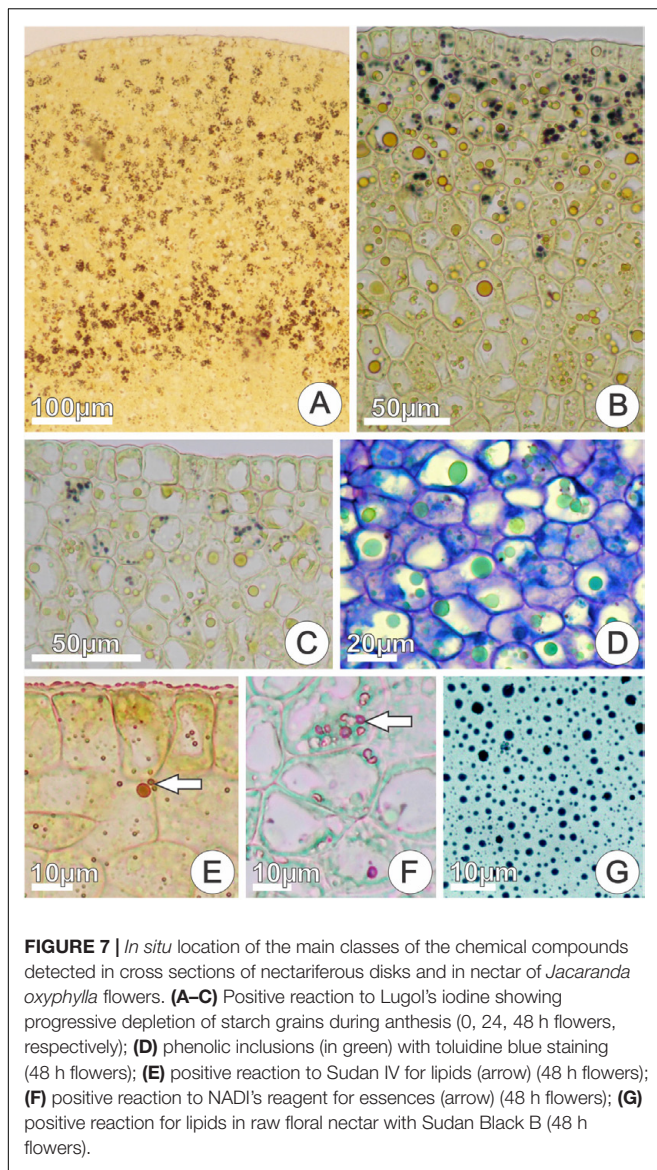 100µm
A
50µm
B
50µm
C
20µm
D
10µm
E
10µm
F
10µm
G
FIGURE 7 | In situ location of the main classes of the chemical compounds
detected in cross sections of nectariferous disks and in nectar of Jacaranda
oxyphylla flowers. (A–C) Positive reaction to Lugol's iodine showing
progressive depletion of starch grains during anthesis (0, 24, 48 h flowers,
respectively); (D) phenolic inclusions (in green) with toluidine blue staining
(48 h flowers); (E) positive reaction to Sudan IV for lipids (arrow) (48 h flowers);
(F) positive reaction to NADI's reagent for essences (arrow) (48 h flowers); (G)
positive reaction for lipids in raw floral nectar with Sudan Black B (48 h
flowers).